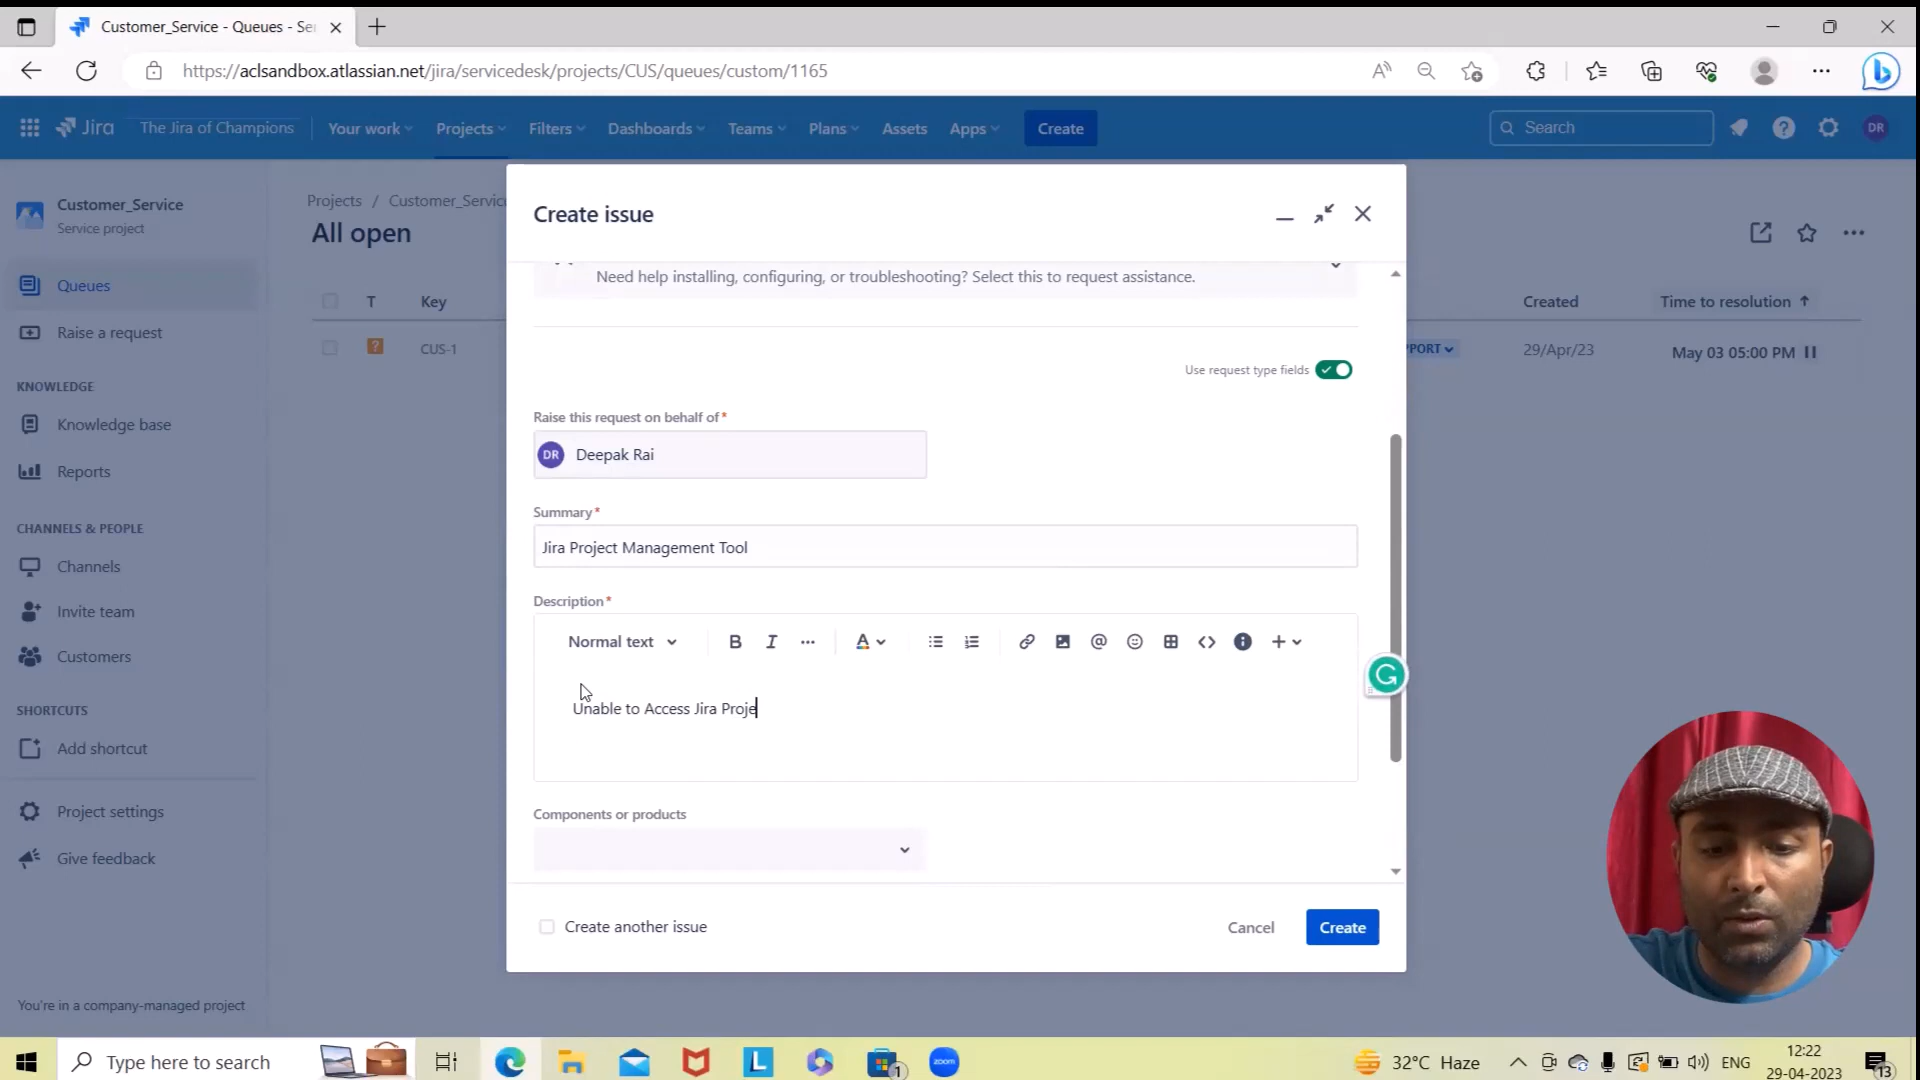 Customer_Service - Queues - Ser
https://aclsandbox.atlassian.net/jira/servicedesk/projects/CUS/queues/custom/1165
Jira
The Jira of Champions
Your work
Projects
Filters
Dashboards
Teams
Plans
Assets
Apps
Create
Search
DR
Customer_Service
Service project
Queues
Raise a request
KNOWLEDGE
Knowledge base
Reports
CHANNELS & PEOPLE
Channels
Invite team
Customers
SHORTCUTS
Add shortcut
Project settings
Give feedback
You're in a company-managed project
Projects / Customer_Servic
All open
T Key
CUS-1
Created
Time to resolution
PORT
29/Apr/23
May 03 05:00 PM
Create issue
Need help installing, configuring, or troubleshooting? Select this to request assistance.
Use request type fields
Raise this request on behalf of*
DR Deepak Rai
Summary*
Jira Project Management Tool
Description*
Normal text
B I ... A
Unable to Access Jira Proje
Components or products
Create another issue
Cancel
Create
Type here to search
zoom
32°C Haze
ENG
12:22
29-04-2023
1
13